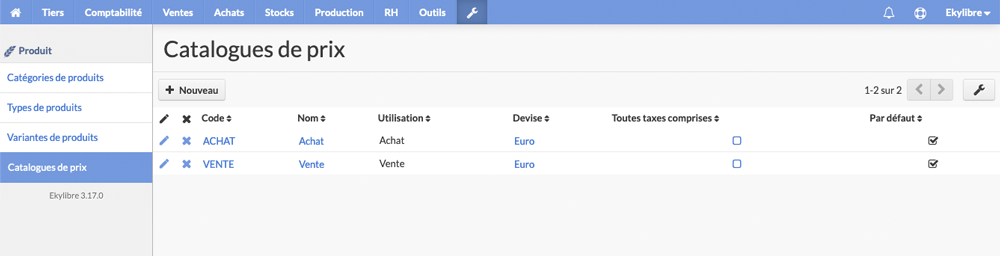 Tiers Comptabilité Ventes Achats Stocks Production RH Outils Ekylibre
Produit
Catégories de produits
Types de produits
Variantes de produits
Catalogues de prix
Ekylibre 3.17.0
Catalogues de prix
Nouveau
1-2 sur 2
Code Nom Utilisation Devise Toutes taxes comprises Par défaut
ACHAT Achat Achat Euro
VENTE Vente Vente Euro